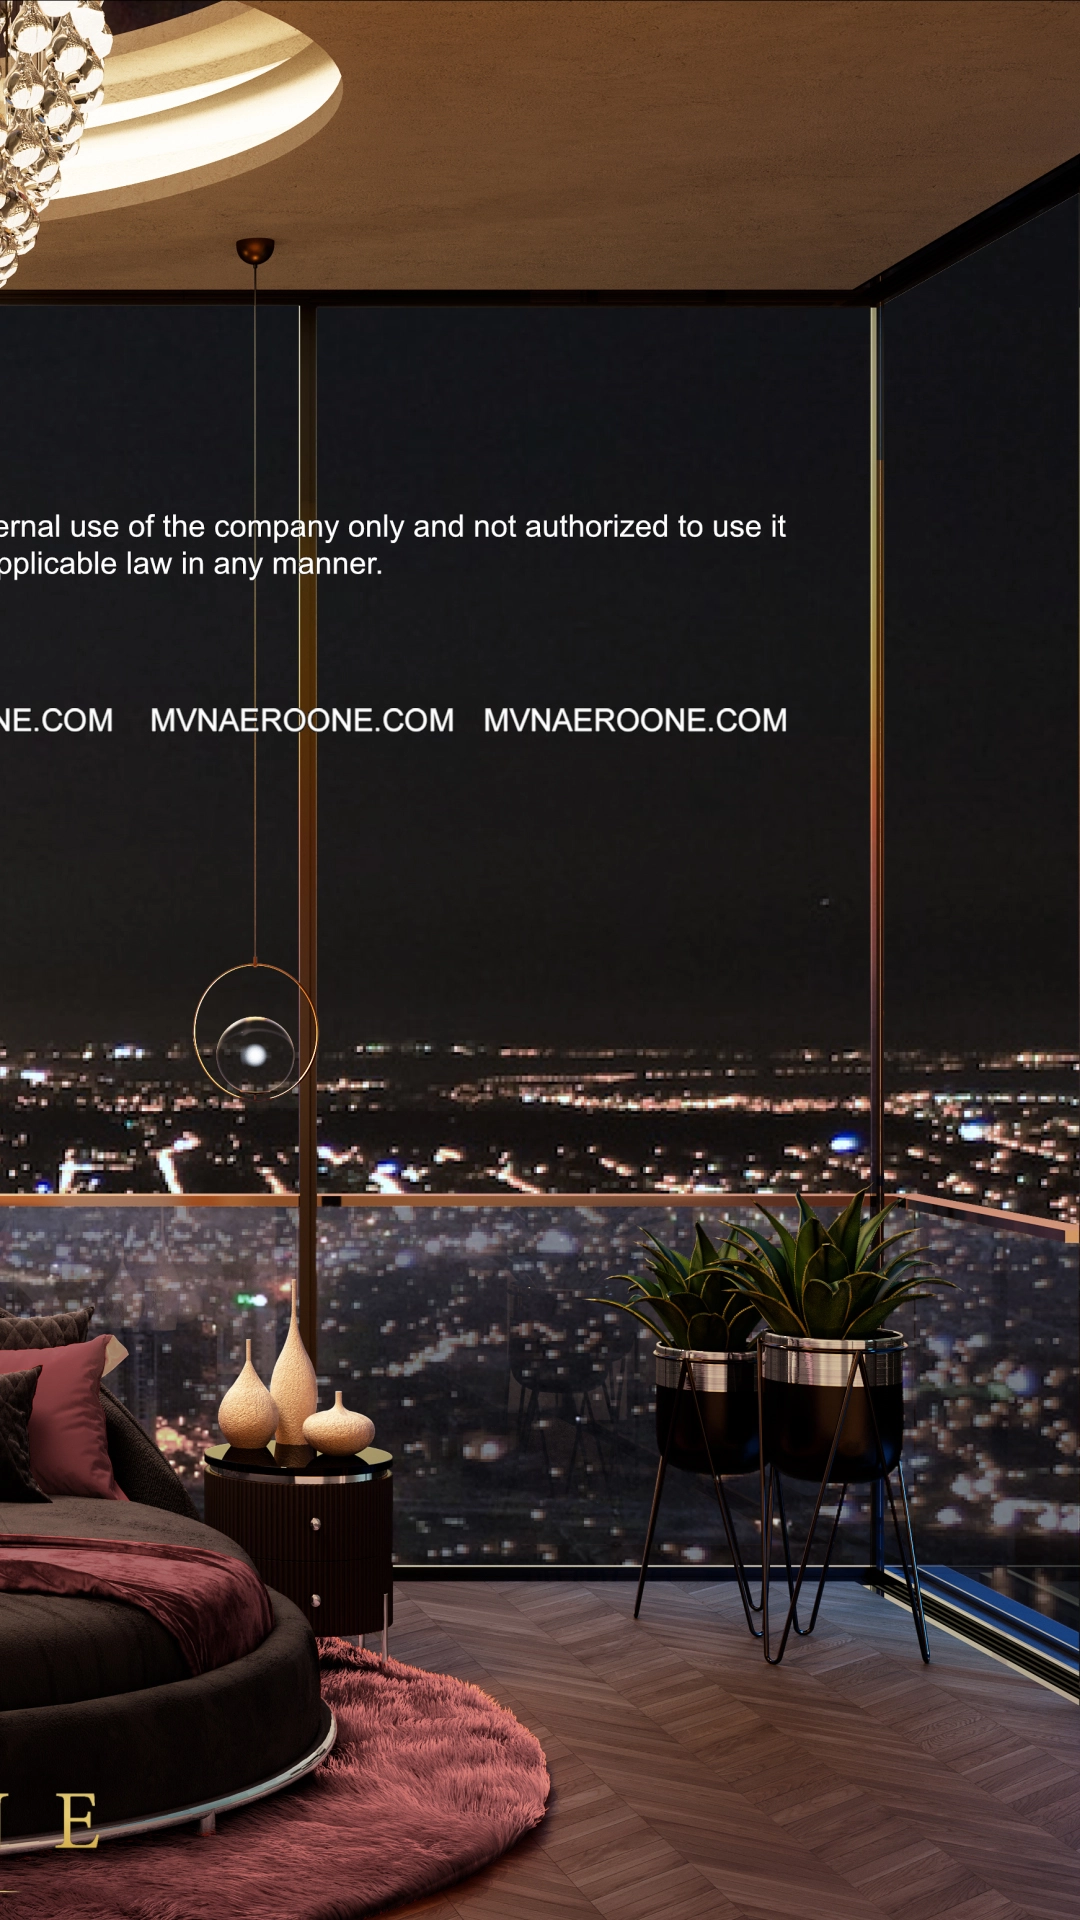 ernal use of the company only and not authorized to use it
pplicable law in any manner.
NE.COM MVNAEROONE.COM MVNAEROONE.COM
E